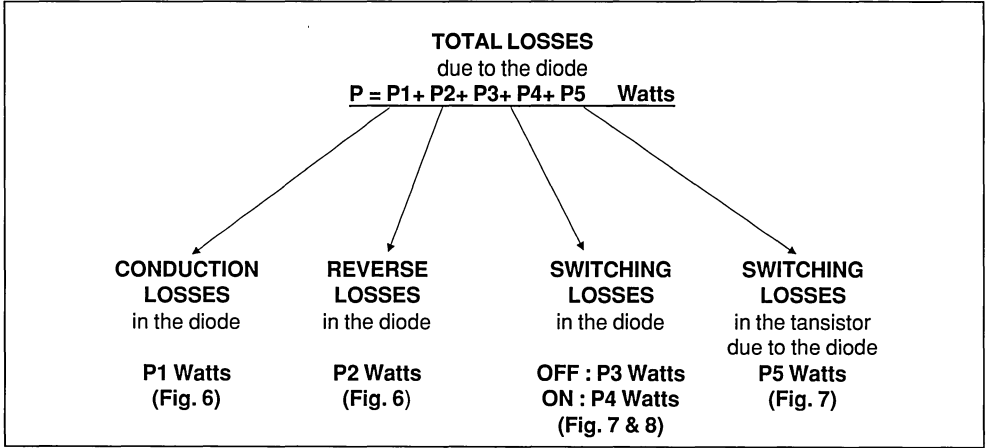 TOTAL LOSSES
due to the diode
P = P1+ P2+ P3+ P4+ P5 Watts
CONDUCTION
LOSSES
in the diode
P1 Watts
(Fig. 6)
REVERSE
LOSSES
in the diode
P2 Watts
(Fig. 6)
SWITCHING
LOSSES
in the diode
OFF : P3 Watts
ON : P4 Watts
(Fig. 7 & 8)
SWITCHING
LOSSES
in the tansistor
due to the diode
P5 Watts
(Fig. 7)